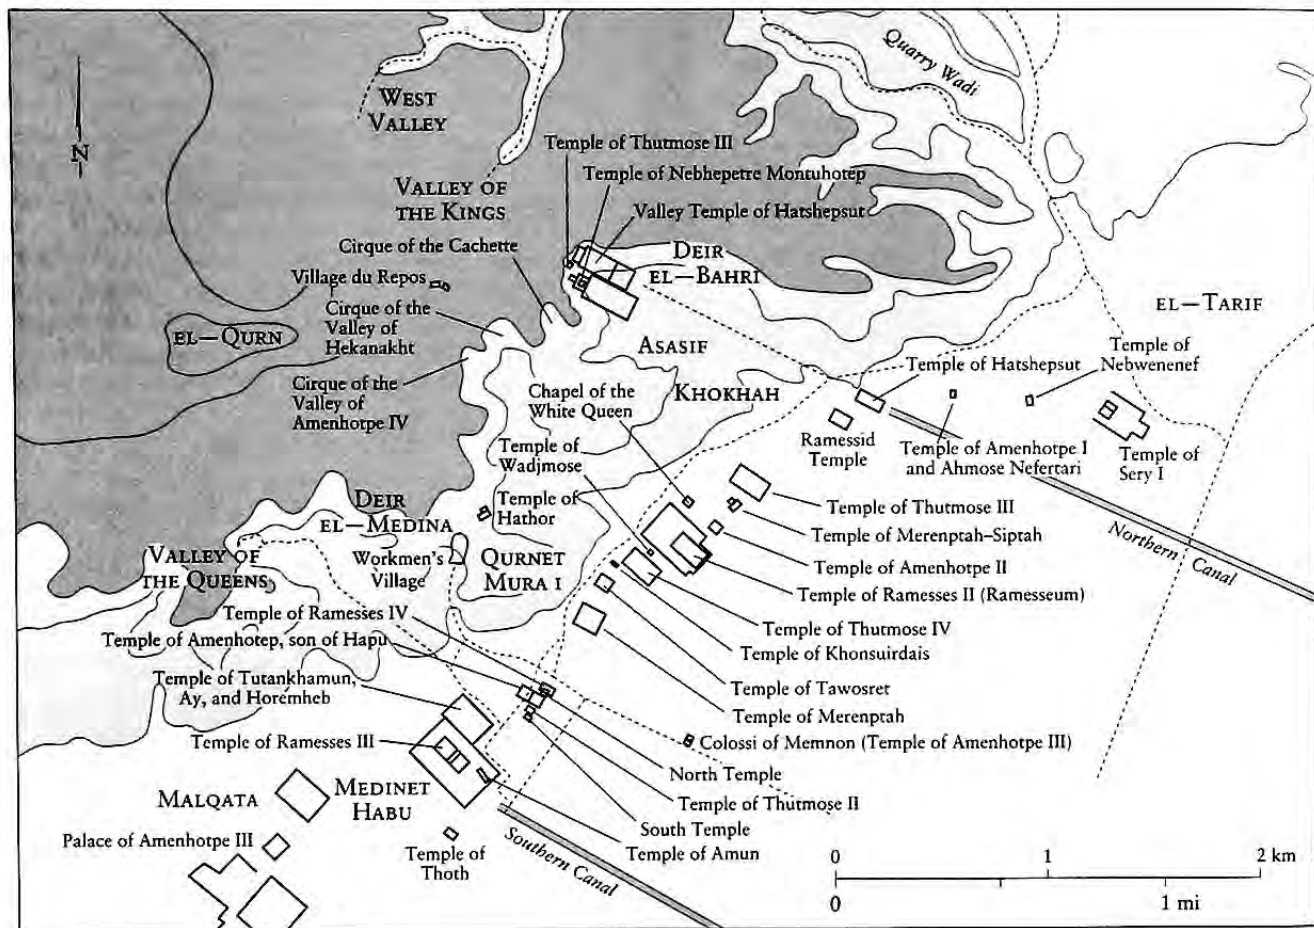 Quarry Wadi
WEST
VALLEY
Temple of Thutmose III
N
Temple of Nebhepetre Montuhotep
VALLEY OF
THE KINGS
Valley Temple of Hatshepsut
Cirque of the Cachette
DEIR
EL–BAHRI
Village du Repos
Cirque of the
Valley of
Hekanakht
EL–TARIF
EL–QURN
ASASIF
Temple of
Nebwenenef
Temple of Hatshepsut
Cirque of the
Valley of
Amenhotpe IV
Chapel of the
White Queen
KHOKHAH
Ramessid
Temple
Temple of Amenhotpe I
and Ahmose Nefertari
Temple of
Sery I
Temple of
Wadjmose
DEIR
EL–MEDINA
Temple of
Hathor
Temple of Thutmose III
Temple of Merenptah–Siptah
Northern Canal
VALLEY OF
THE QUEENS
Workmen's
Village
QURNET
MURA I
Temple of Amenhotpe II
Temple of Ramesses II (Ramesseum)
Temple of Ramesses IV
Temple of Thutmose IV
Temple of Amenhotep, son of Hapu
Temple of Khonsuirdais
Temple of Tutankhamun,
Ay, and Horemheb
Temple of Tawosret
Temple of Merenptah
Temple of Ramesses III
Colossi of Memnon (Temple of Amenhotpe III)
North Temple
MALQATA
MEDINET
HABU
Temple of Thutmose II
South Temple
Palace of Amenhotpe III
Temple of
Thoth
Southern Canal
Temple of Amun
0 1 2 km
0 1 mi